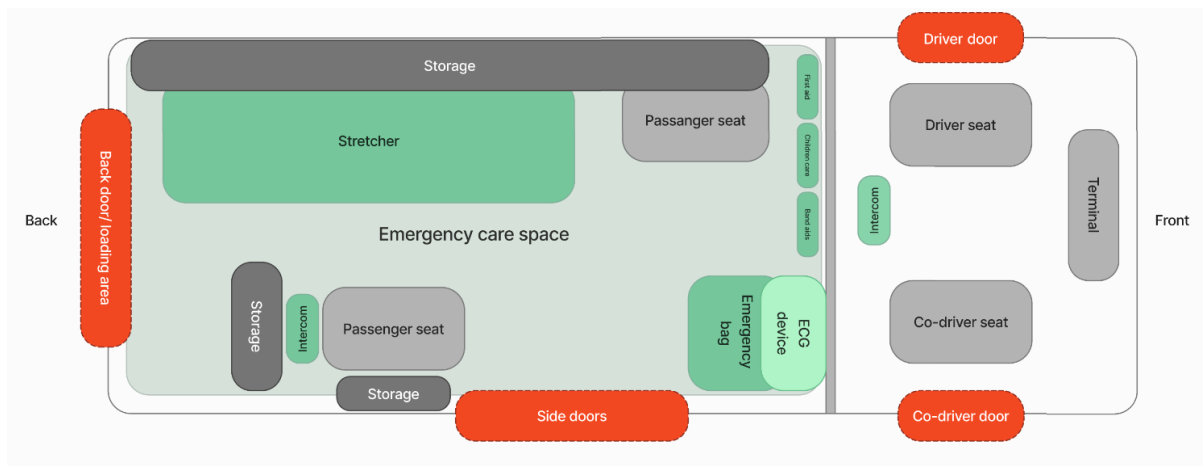 Driver door
Storage
First aid
Passanger seat
Driver seat
Stretcher
Children care
Back door/ loading area
Terminal
Intercom
Band aids
Back
Front
Emergency care space
Storage
Intercom
Passenger seat
Emergency
bag
ECG
device
Co-driver seat
Storage
Side doors
Co-driver door